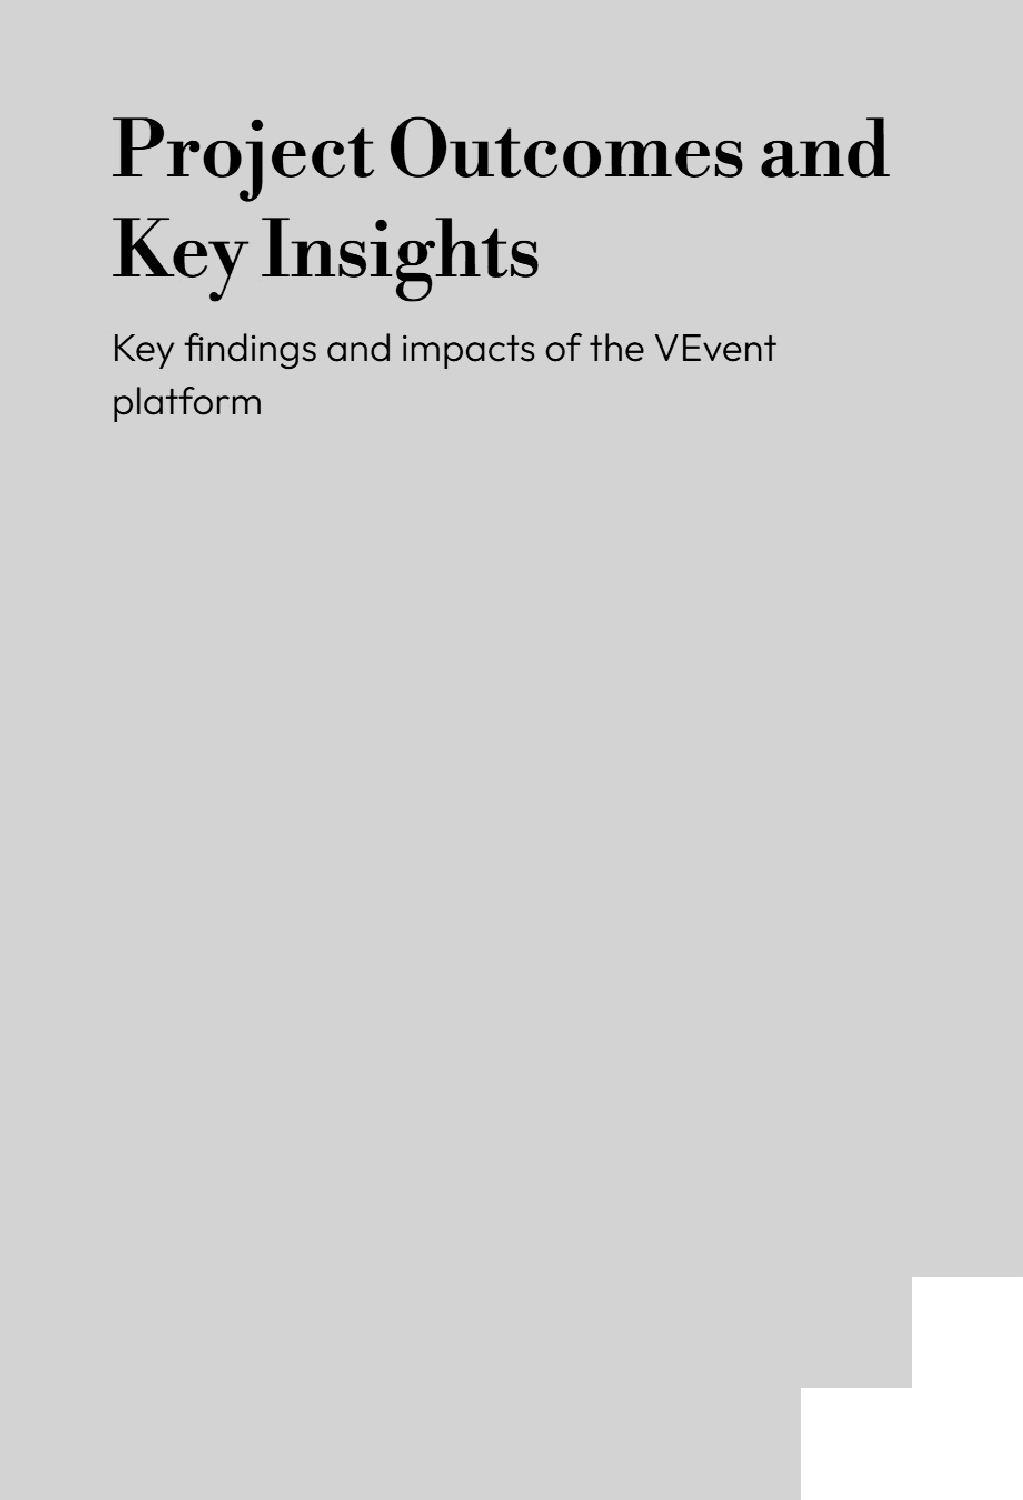 Project Outcomes and
Key Insights
Key findings and impacts of the VEvent
platform